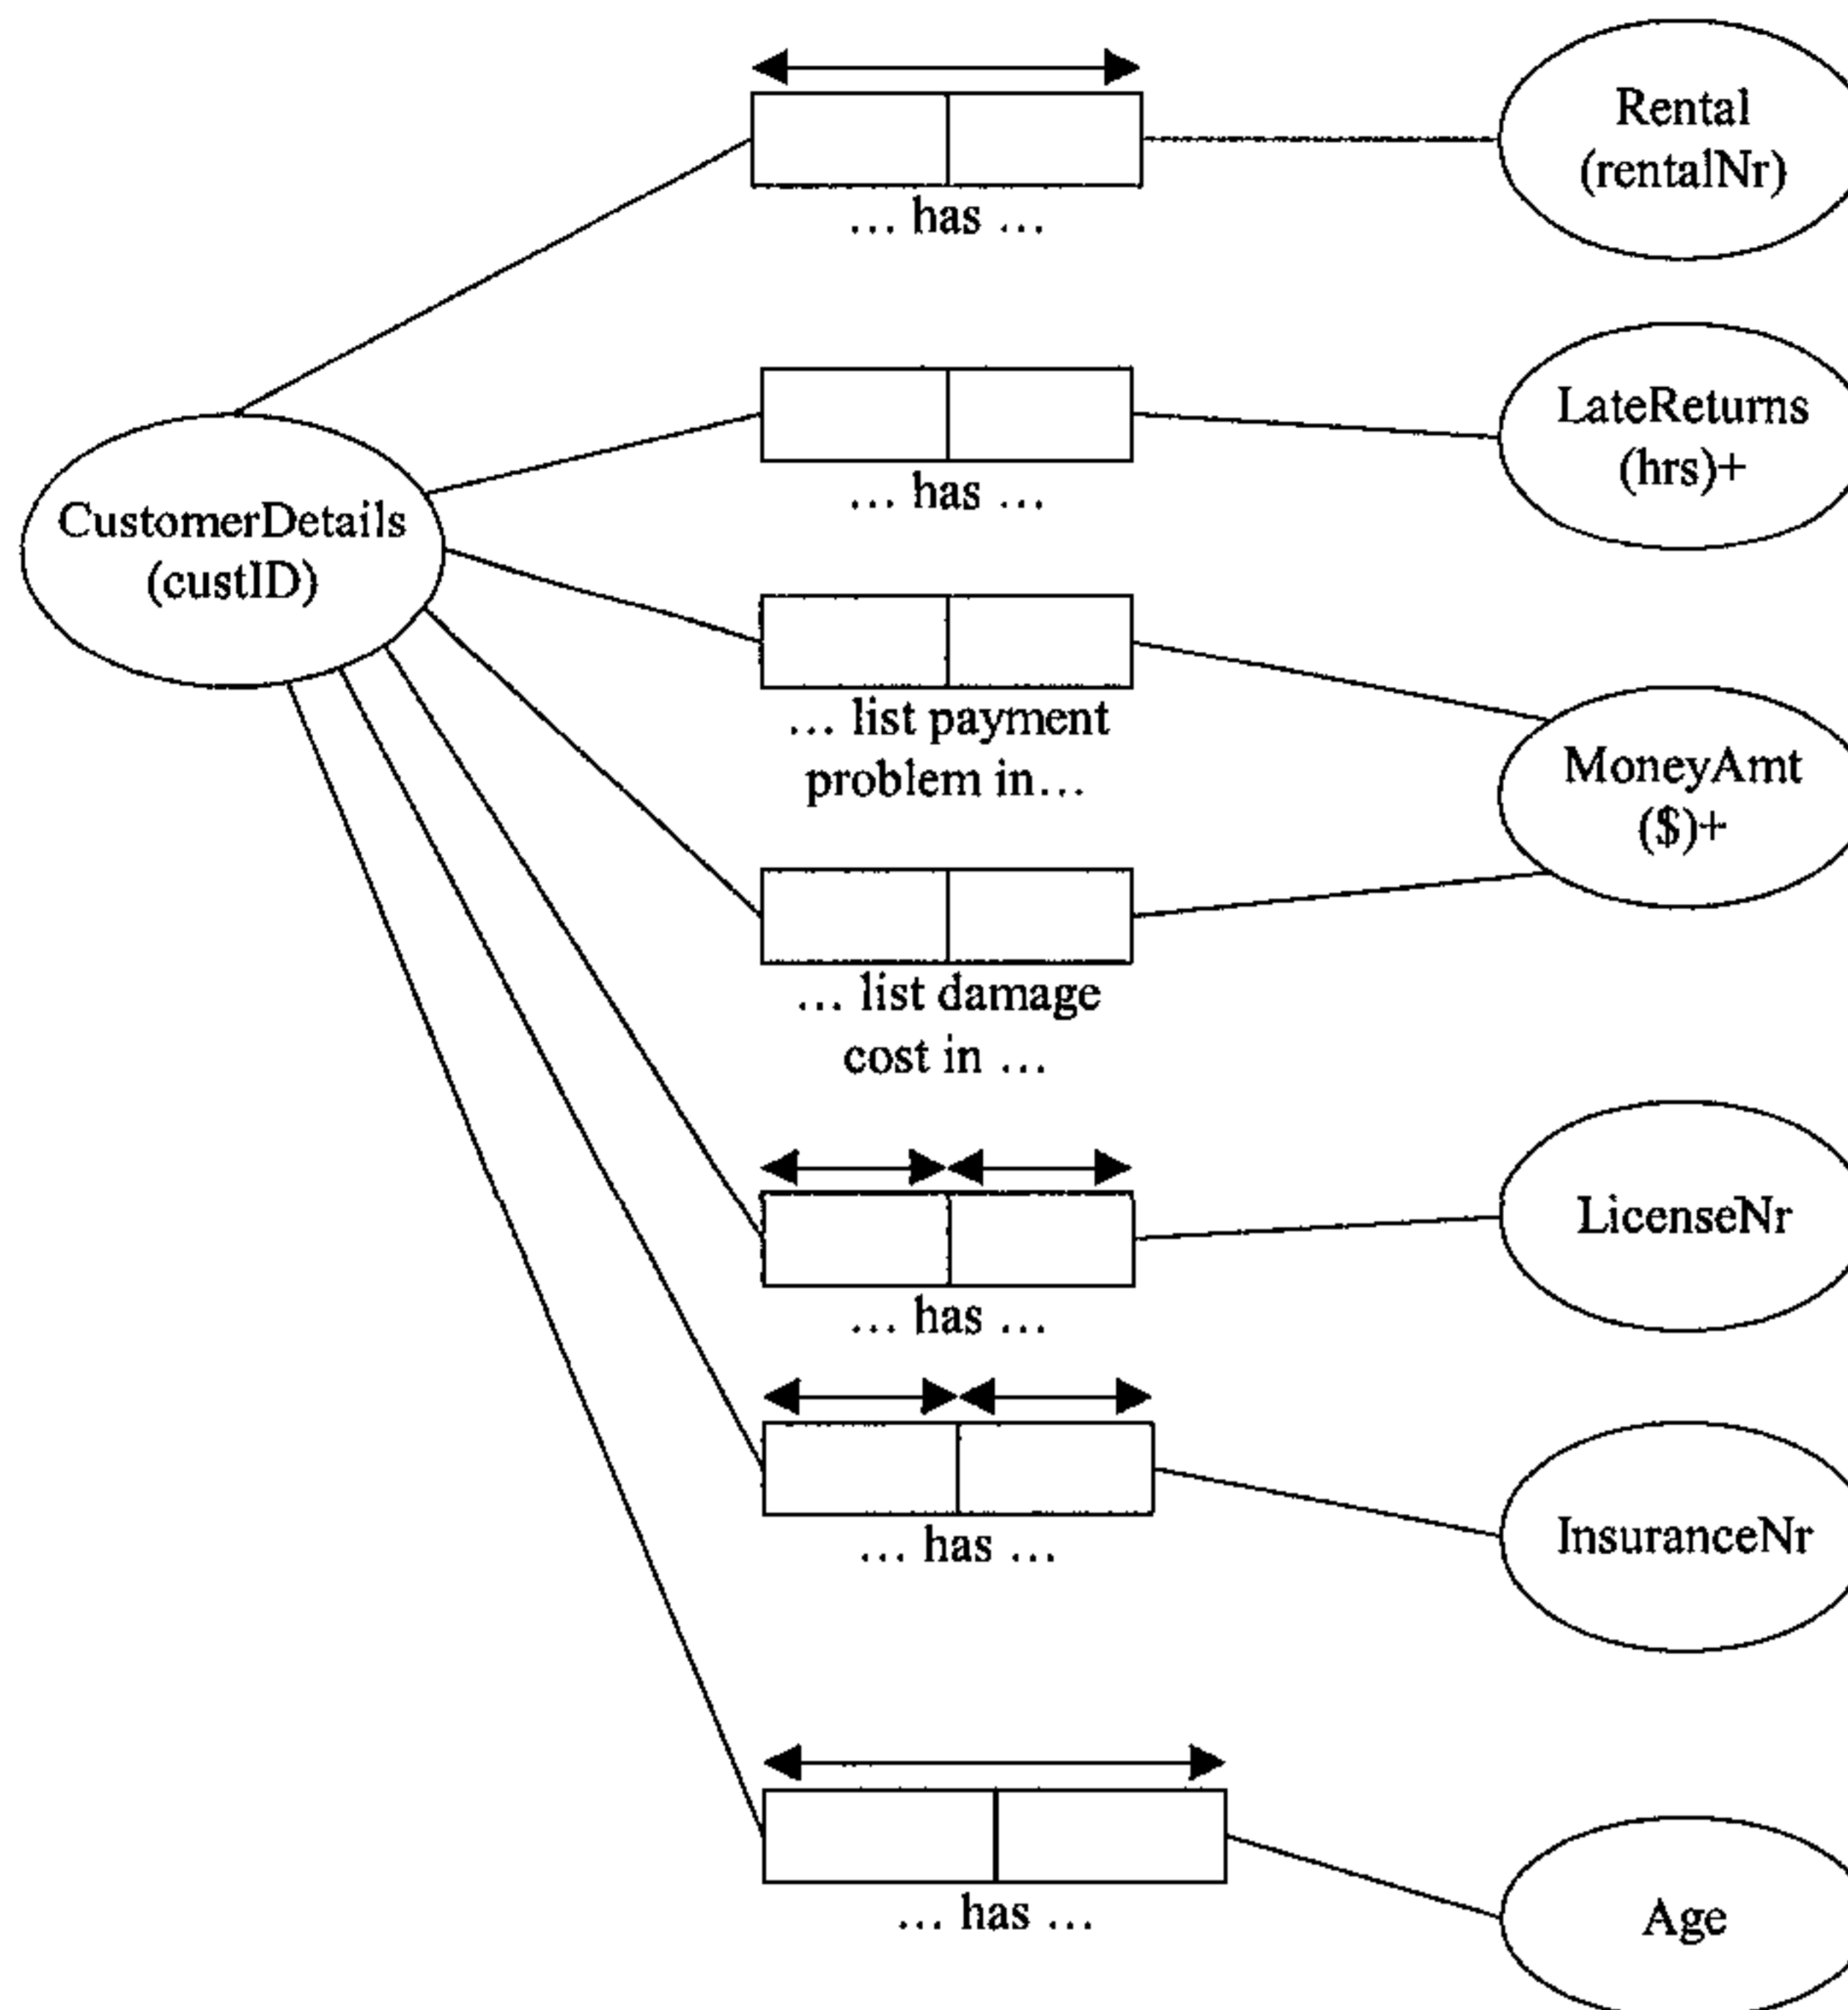 Rental
(rentalNr)
… has …
LateReturns
(hrs)+
… has …
CustomerDetails
(custID)
… list payment
problem in…
MoneyAmt
($)+
… list damage
cost in …
LicenseNr
… has …
InsuranceNr
… has …
Age
… has …